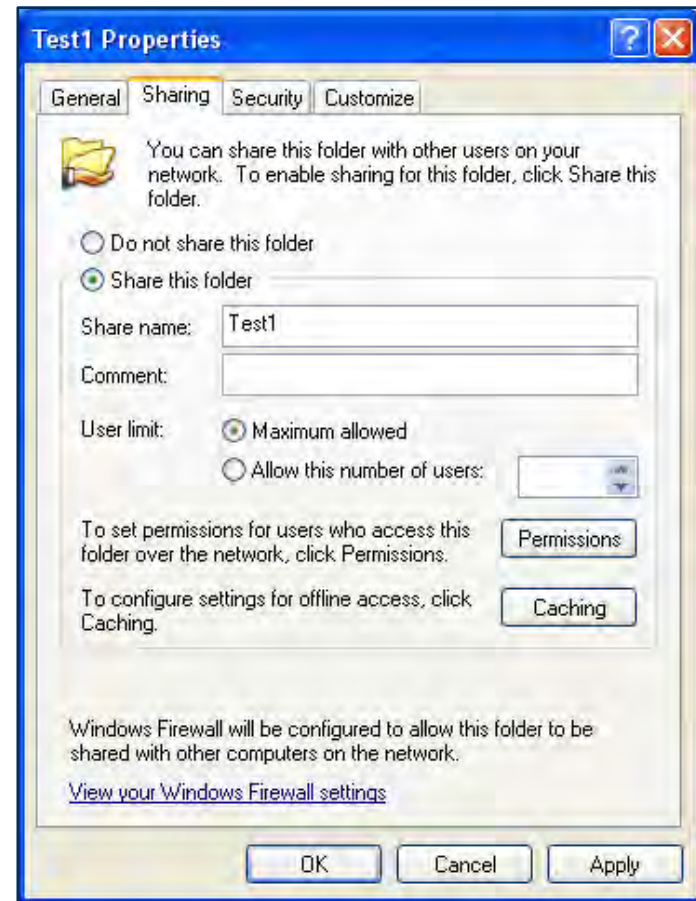 Test1 Properties
General Sharing Security Customize
You can share this folder with other users on your
network. To enable sharing for this folder, click Share this
folder.
Do not share this folder
Share this folder
Share name: Test1
Comment:
User limit: Maximum allowed
Allow this number of users:
To set permissions for users who access this
folder over the network, click Permissions.
Permissions
To configure settings for offline access, click
Caching.
Caching
Windows Firewall will be configured to allow this folder to be
shared with other computers on the network.
View your Windows Firewall settings
OK Cancel Apply